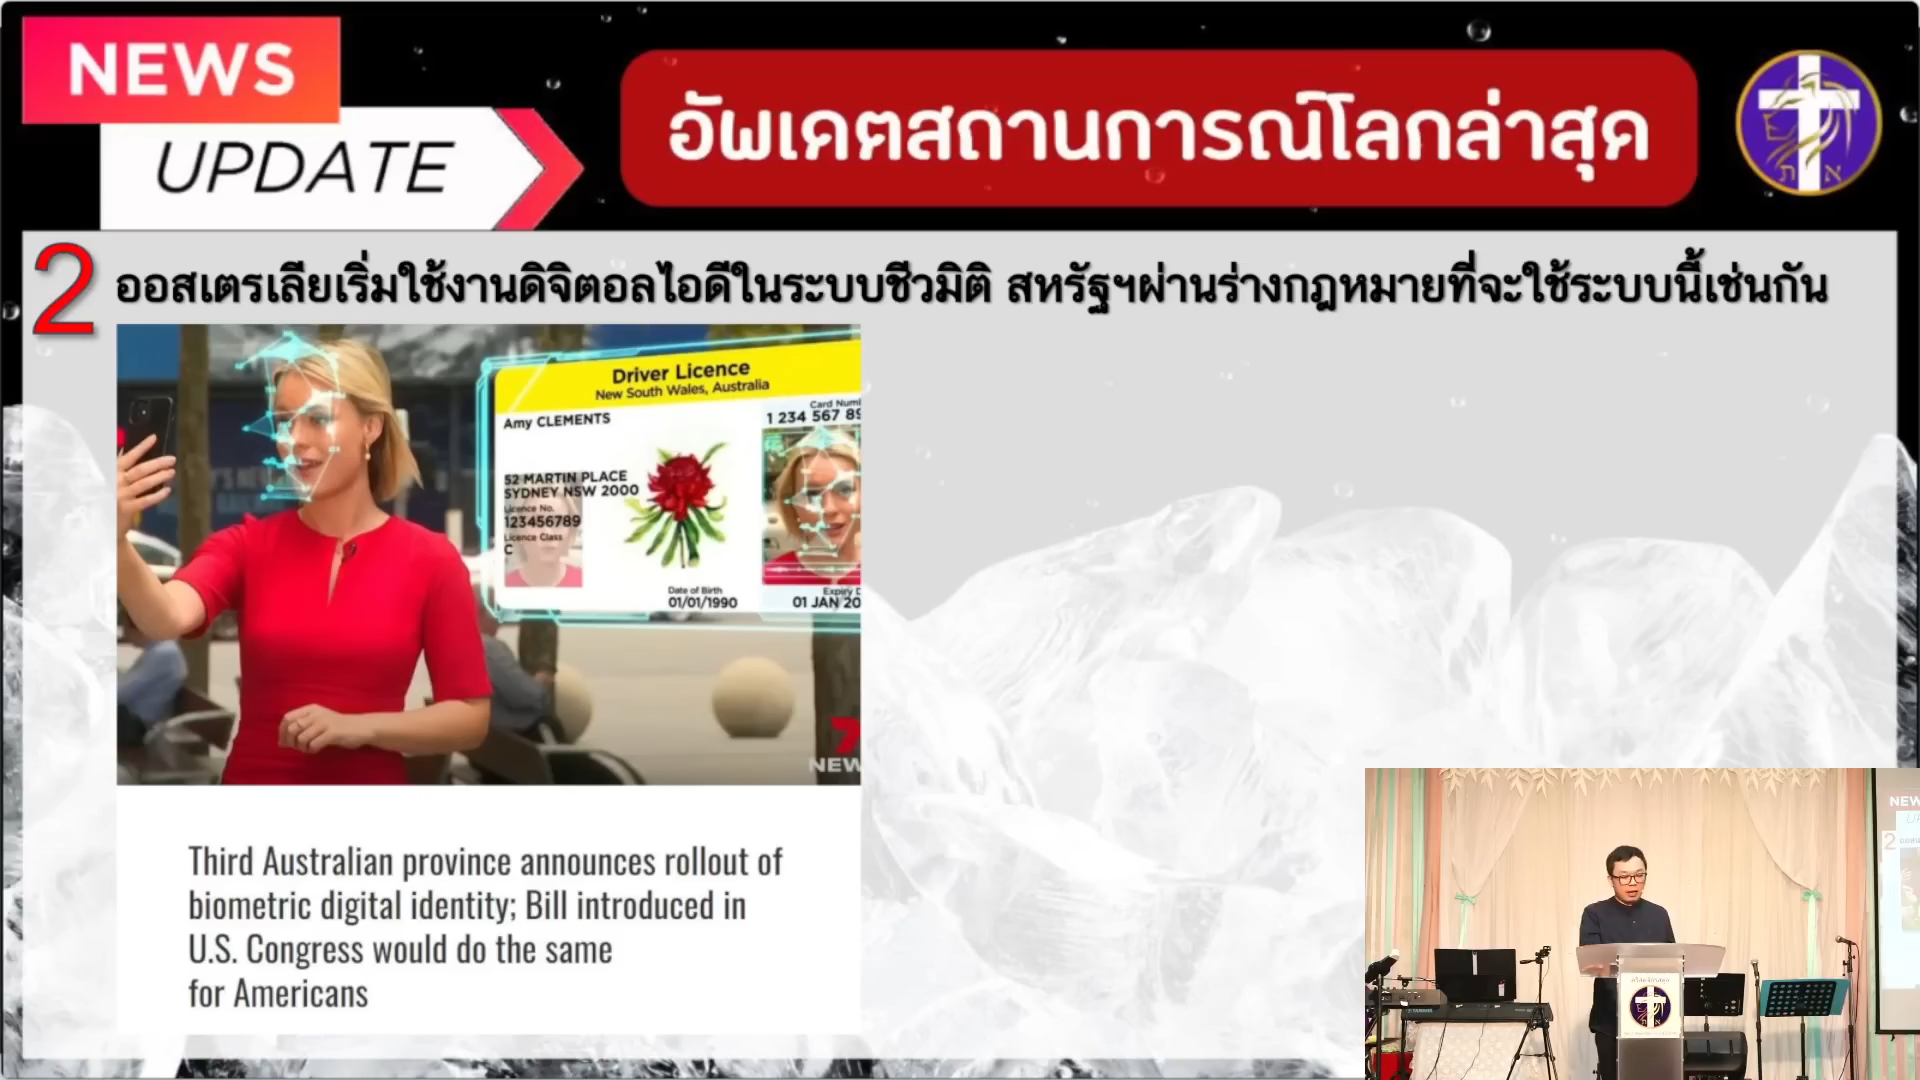 NEWS
UPDATE
อัพเดตสถานการณ์โลกล่าสุด
2
ออสเตรเลียเริ่มใช้งานดิจิตอลไอดีในระบบชีวมิติ สหรัฐฯผ่านร่างกฎหมายที่จะใช้ระบบนี้เช่นกัน
Driver Licence
New South Wales, Australia
Amy CLEMENTS
Card Num
1 234 567 89
52 MARTIN PLACE
SYDNEY NSW 2000
Licence No.
123456789
Licence Class
C
Date of Birth
01/01/1990
Expiry D
01 JAN 20
7
NEW
Third Australian province announces rollout of
biometric digital identity; Bill introduced in
U.S. Congress would do the same
for Americans
NEW
2